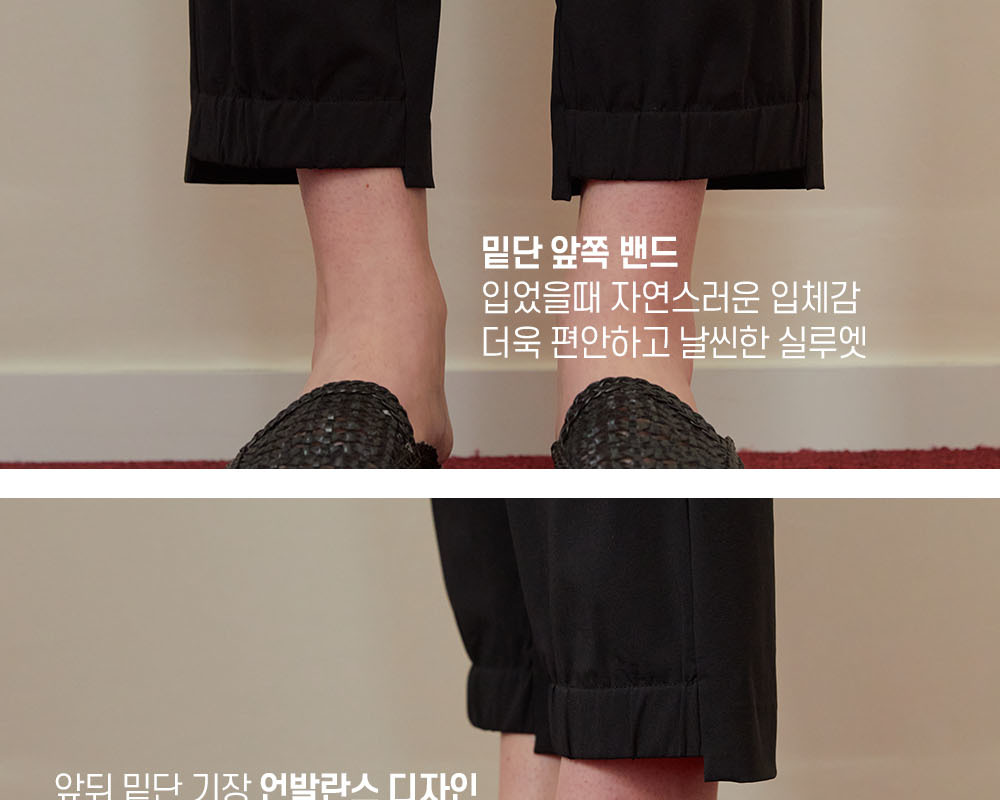 밑단 앞쪽 밴드
입었을때 자연스러운 입체감
더욱 편안하고 날씬한 실루엣
앞뒤 밑단 기장 언발란스 디자인